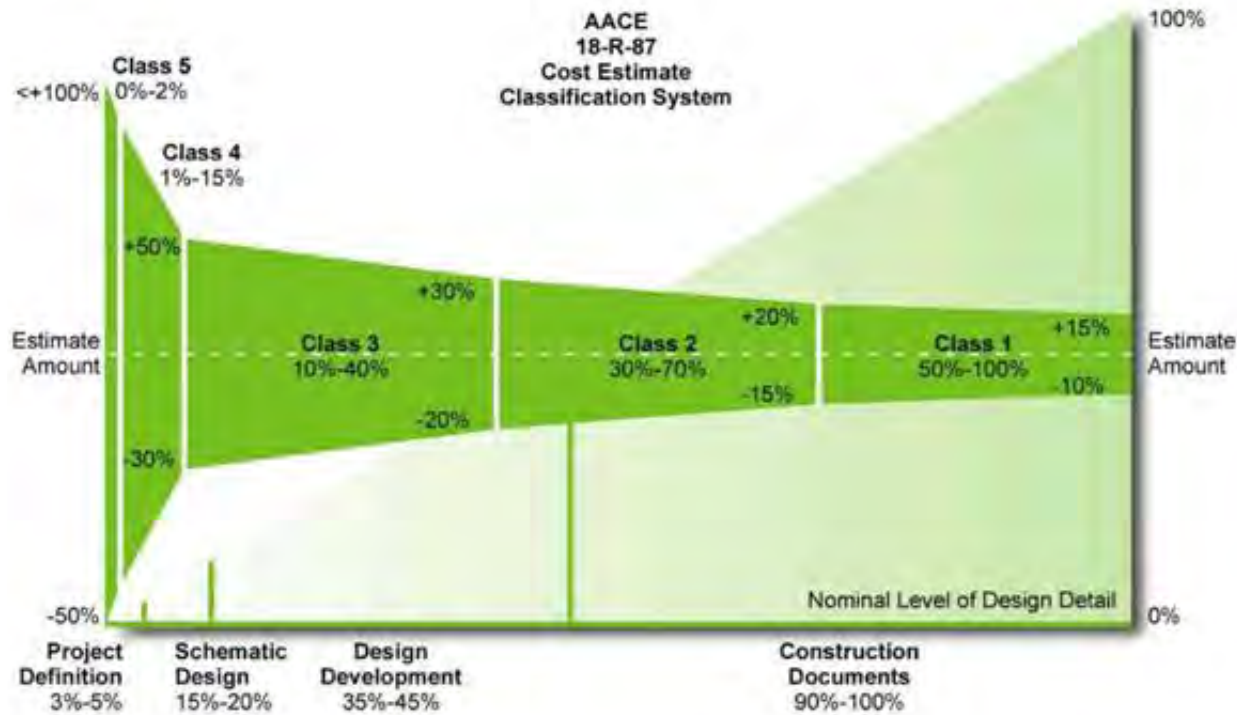 AACE
18-R-87
Cost Estimate
Classification System
100%
Class 5
0%-2%
<+100%
Class 4
1%-15%
+50%
+30%
+20%
+15%
Estimate
Amount
Class 3
10%-40%
Class 2
30%-70%
Class 1
50%-100%
Estimate
Amount
-10%
-15%
-20%
-30%
Nominal Level of Design Detail
-50%
0%
Project
Definition
3%-5%
Schematic
Design
15%-20%
Design
Development
35%-45%
Construction
Documents
90%-100%